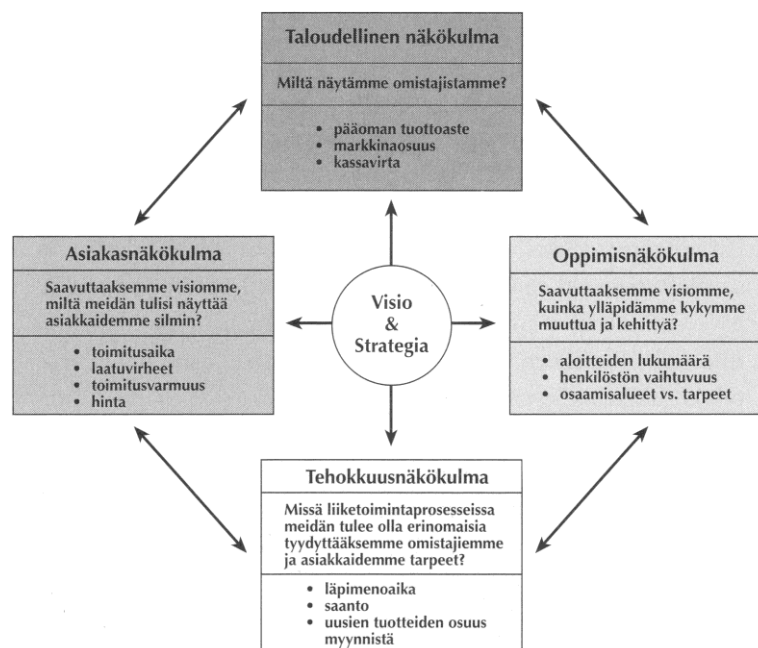 Taloudellinen näkökulma
Miltä näytämme omistajistamme?
• pääoman tuottoaste
• markkinaosuus
• kassavirta
Asiakasnäkökulma
Saavuttaaksemme visiomme,
miltä meidän tulisi näyttää
asiakkaidemme silmin?
• toimitusaika
• laatuvirheet
• toimitusvarmuus
• hinta
Visio
&
Strategia
Oppimisnäkökulma
Saavuttaaksemme visiomme,
kuinka ylläpidämme kykymme
muuttua ja kehittyä?
• aloitteiden lukumäärä
• henkilöstön vaihtuvuus
• osaamisalueet vs. tarpeet
Tehokkuusnäkökulma
Missä liiketoimintaprosesseissa
meidän tulee olla erinomaisia
tyydyttääksemme omistajiemme
ja asiakkaidemme tarpeet?
• läpimenoaika
• saanto
• uusien tuotteiden osuus
myynnistä